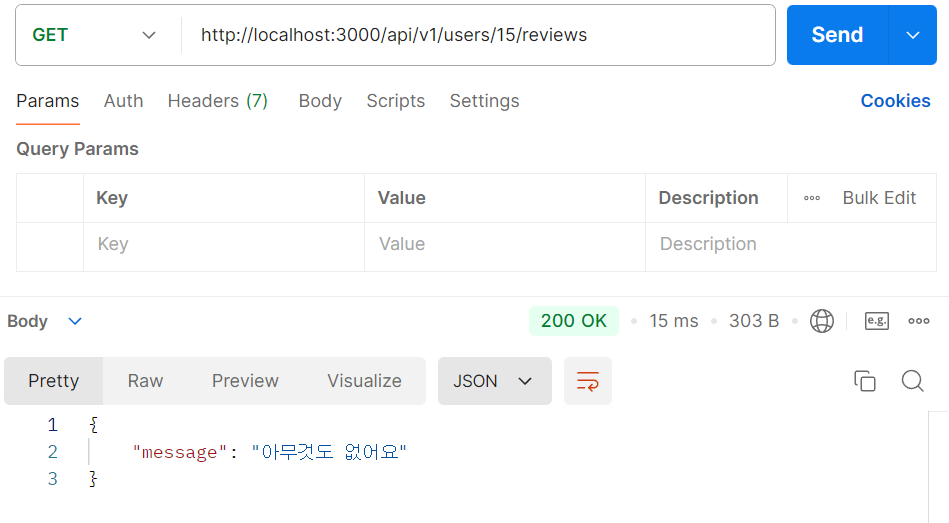 GET http://localhost:3000/api/v1/users/15/reviews Send
Params Auth Headers (7) Body Scripts Settings Cookies
Query Params
Key Value Description Bulk Edit
Key Value Description
Body 200 OK 15 ms 303 B e.g.
Pretty Raw Preview Visualize JSON
1 {
2 "message": "아무것도 없어요"
3 }